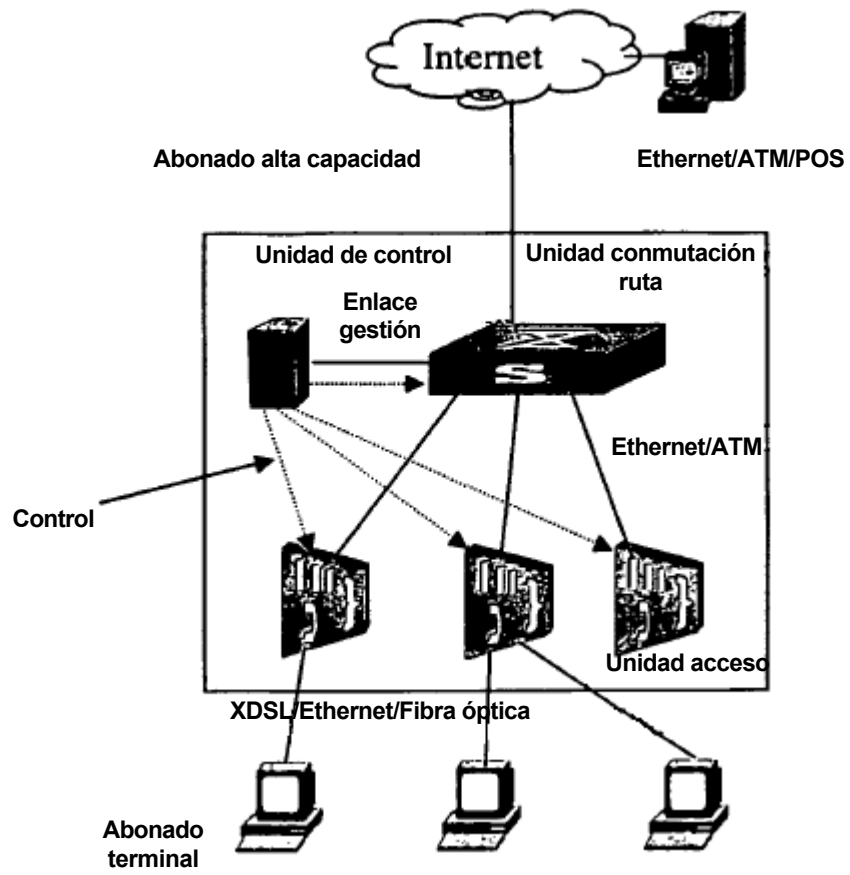 Internet
Abonado alta capacidad
Ethernet/ATM/POS
Unidad de control
Unidad conmutación
ruta
Enlace
gestión
S
Ethernet/ATM
Control
Unidad acceso
XDSL/Ethernet/Fibra óptica
Abonado
terminal